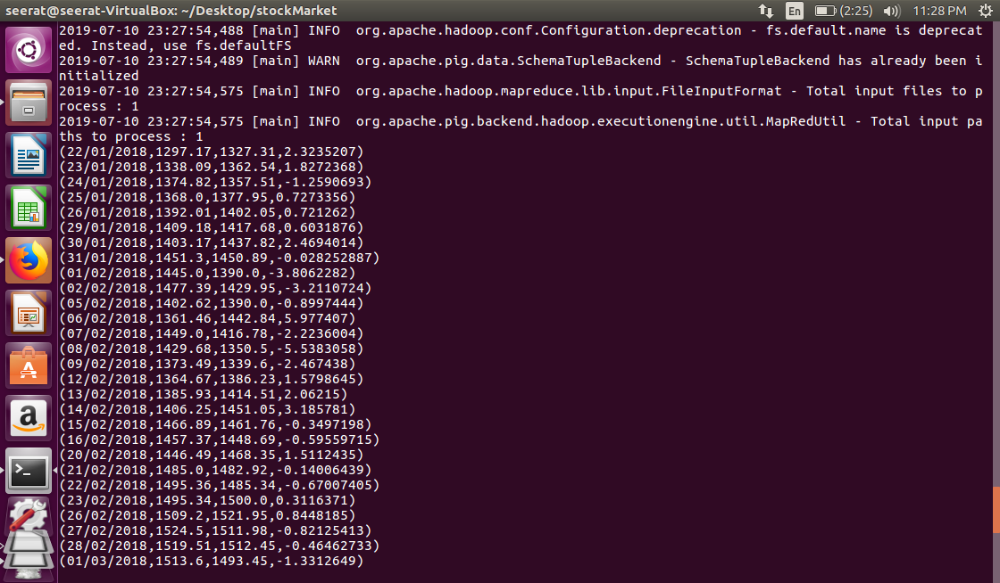 seerat@seerat-VirtualBox: ~/Desktop/stockMarket
En
(2:25)
11:28 PM
2019-07-10 23:27:54,488 [main] INFO  org.apache.hadoop.conf.Configuration.deprecation - fs.default.name is deprecat
ed. Instead, use fs.defaultFS
2019-07-10 23:27:54,489 [main] WARN  org.apache.pig.data.SchemaTupleBackend - SchemaTupleBackend has already been i
nitialized
2019-07-10 23:27:54,575 [main] INFO  org.apache.hadoop.mapreduce.lib.input.FileInputFormat - Total input files to p
rocess : 1
2019-07-10 23:27:54,575 [main] INFO  org.apache.pig.backend.hadoop.executionengine.util.MapRedUtil - Total input pa
ths to process : 1
(22/01/2018,1297.17,1327.31,2.3235207)
(23/01/2018,1338.09,1362.54,1.8272368)
(24/01/2018,1374.82,1357.51,-1.2590693)
(25/01/2018,1368.0,1377.95,0.7273356)
(26/01/2018,1392.01,1402.05,0.721262)
(29/01/2018,1409.18,1417.68,0.6031876)
(30/01/2018,1403.17,1437.82,2.4694014)
(31/01/2018,1451.3,1450.89,-0.028252887)
(01/02/2018,1445.0,1390.0,-3.8062282)
(02/02/2018,1477.39,1429.95,-3.2110724)
(05/02/2018,1402.62,1390.0,-0.8997444)
(06/02/2018,1361.46,1442.84,5.977407)
(07/02/2018,1449.0,1416.78,-2.2236004)
(08/02/2018,1429.68,1350.5,-5.5383058)
(09/02/2018,1373.49,1339.6,-2.467438)
(12/02/2018,1364.67,1386.23,1.5798645)
(13/02/2018,1385.93,1414.51,2.06215)
(14/02/2018,1406.25,1451.05,3.185781)
(15/02/2018,1466.89,1461.76,-0.3497198)
(16/02/2018,1457.37,1448.69,-0.59559715)
(20/02/2018,1446.49,1468.35,1.5112435)
(21/02/2018,1485.0,1482.92,-0.14006439)
(22/02/2018,1495.36,1485.34,-0.67007405)
(23/02/2018,1495.34,1500.0,0.3116371)
(26/02/2018,1509.2,1521.95,0.8448185)
(27/02/2018,1524.5,1511.98,-0.82125413)
(28/02/2018,1519.51,1512.45,-0.46462733)
(01/03/2018,1513.6,1493.45,-1.3312649)